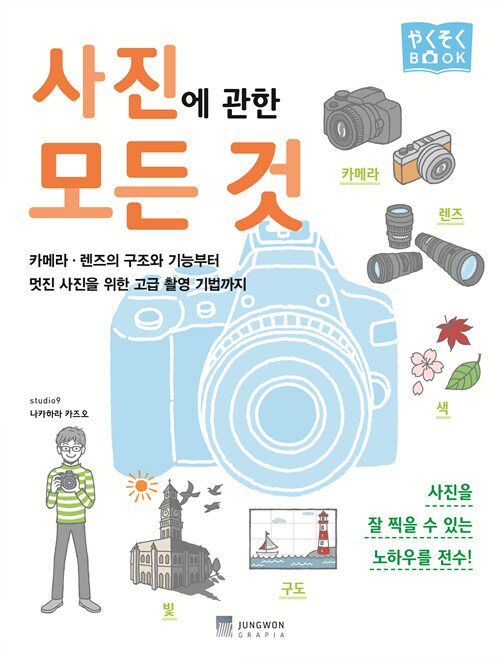 やくそく
BOOK
사진에 관한
모든 것
카메라
렌즈
카메라 · 렌즈의 구조와 기능부터
멋진 사진을 위한 고급 촬영 기법까지
색
studio9
나카하라 카즈오
사진을
잘 찍을 수 있는
노하우를 전수!
구도
빛
JUNGWON
GRAPIA